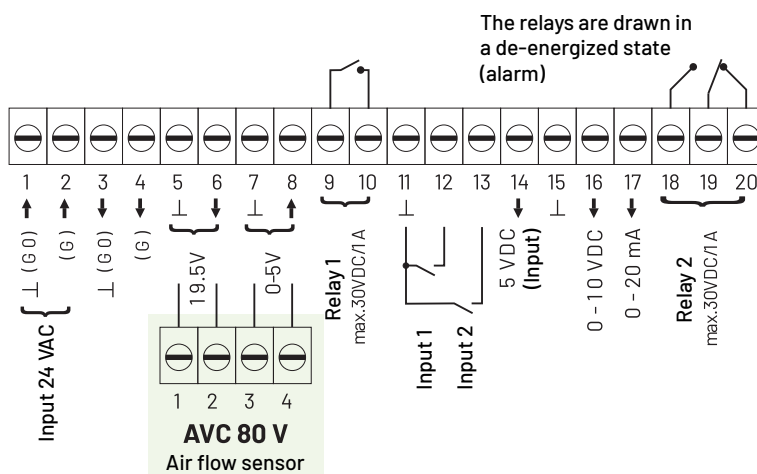 The relays are drawn in
a de-energized state
(alarm)
1 2 3 4 5 6 7 8 9 10 11 12 13 14 15 16 17 18 19 20
⊥ (G0)
(G)
⊥ (G0)
(G)
19.5V
0-5V
Relay 1
max.30VDC/1 A
5 VDC
(Input)
0 - 10 VDC
0 - 20 mA
Relay 2
max.30VDC/1 A
Input 24 VAC
Input 1
Input 2
1 2 3 4
AVC 80 V
Air flow sensor